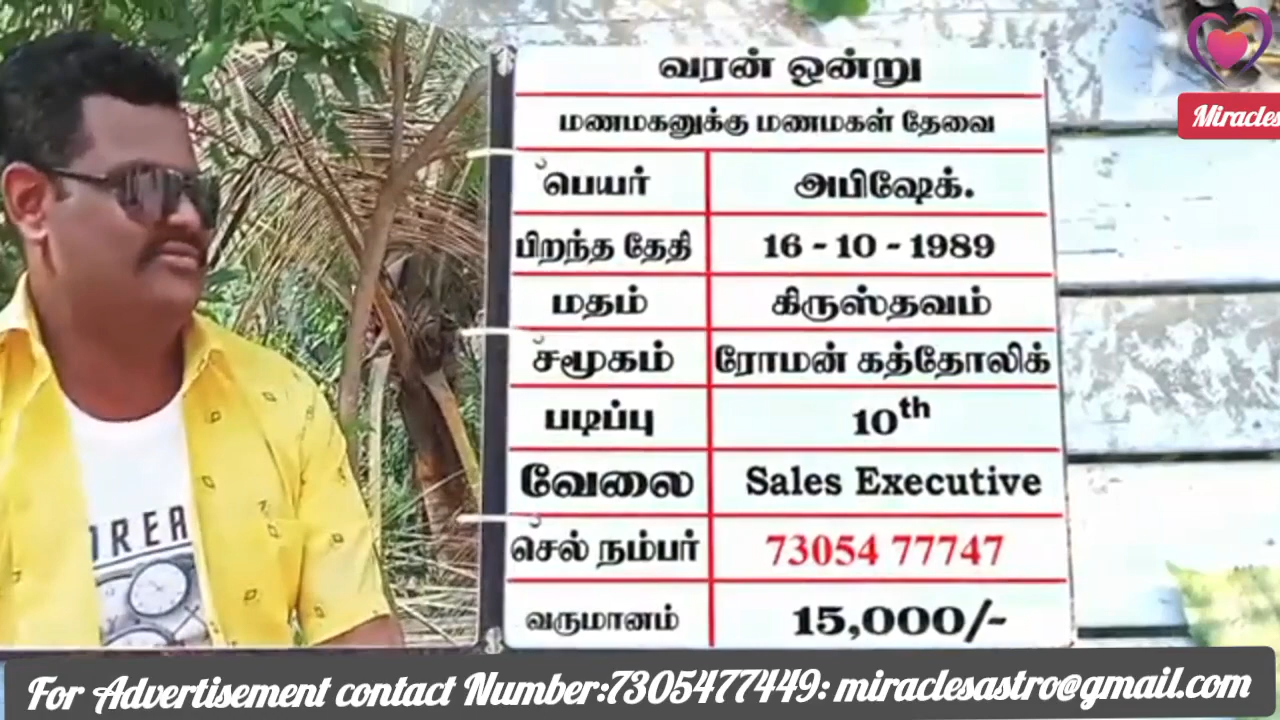 வரன் ஒன்று
மணமகனுக்கு மணமகள் தேவை
பெயர் அபிஷேக்.
பிறந்த தேதி 16 - 10 - 1989
மதம் கிருஸ்தவம்
சமூகம் ரோமன் கத்தோலிக்
படிப்பு 10th
வேலை Sales Executive
செல் நம்பர் 73054 77747
வருமானம் 15,000/-
Miracles
For Advertisement contact Number:7305477449: miraclesastro@gmail.com